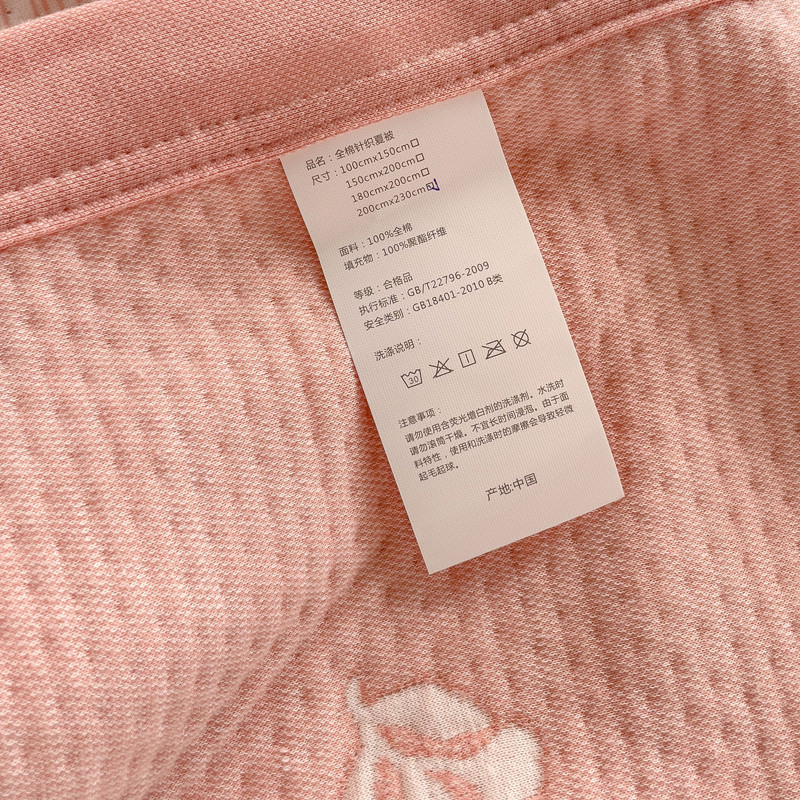 品名：全棉针织夏被
尺寸：100cmx150cm□
150cmx200cm□
180cmx200cm□
200cmx230cm☑
面料：100%全棉
填充物：100%聚酯纤维
等级：合格品
执行标准：GB/T22796-2009
安全类别：GB18401-2010 B类
洗涤说明：
30
注意事项：
请勿使用含荧光增白剂的洗涤剂。水洗时
请勿滚筒干燥。不宜长时间浸泡。由于面
料特性，使用和洗涤时的摩擦会导致轻微
起毛起球。
产地:中国